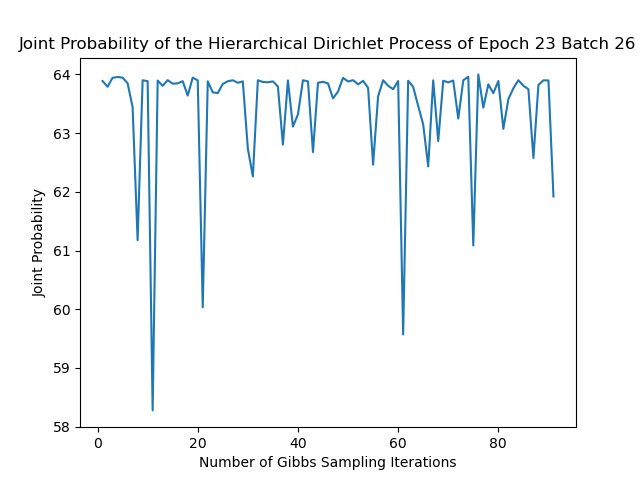 Joint Probability of the Hierarchical Dirichlet Process of Epoch 23 Batch 26
64
63
62
61
60
59
58
Joint Probability
0 20 40 60 80
Number of Gibbs Sampling Iterations